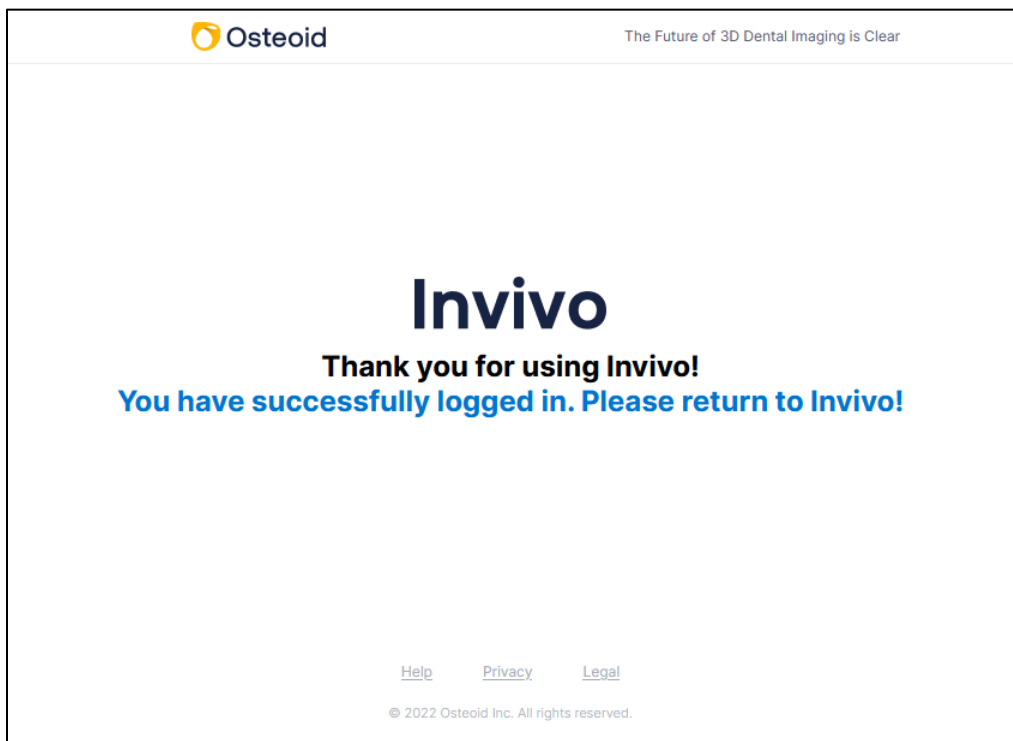 Osteoid
The Future of 3D Dental Imaging is Clear
Invivo
Thank you for using Invivo!
You have successfully logged in. Please return to Invivo!
Help Privacy Legal
© 2022 Osteoid Inc. All rights reserved.